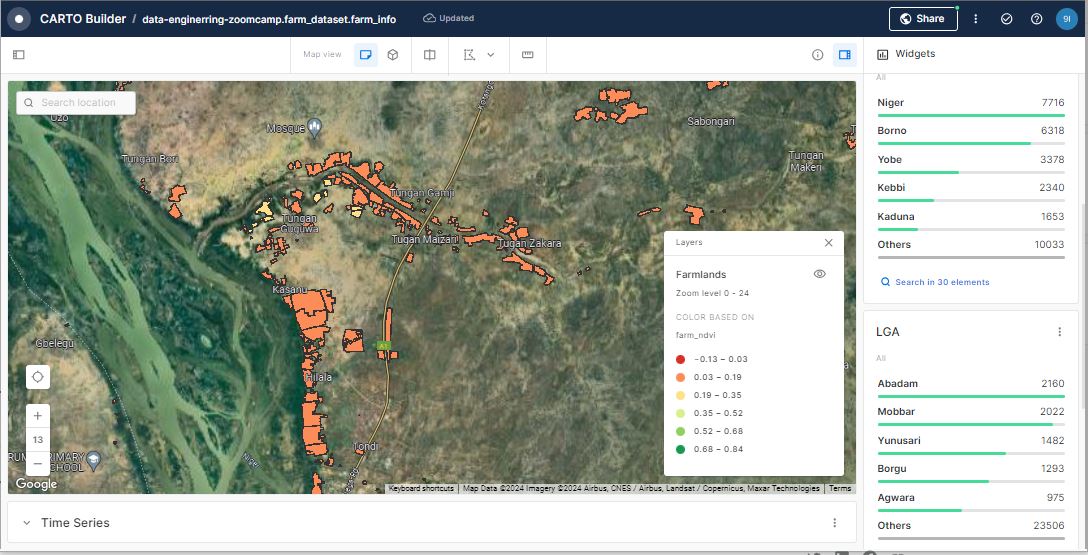 CARTO Builder / data-enginerring-zoomcamp.farm_dataset.farm_info
Updated
Share
9I
Map view
Widgets
Search location
Uzo
Mosque
Tungan Bori
Tungan Gamji
Tungan Guguwa
Tungan Maizari
Tugan Zakara
Sabongari
Tungan Makeri
Kasanu
Gbelegu
Hilala
A1
Tondi
Niger
PRIMARY
SCHOOL
13
Google
Layers
Farmlands
Zoom level 0 - 24
COLOR BASED ON
farm_ndvi
−0.13 – 0.03
0.03 – 0.19
0.19 – 0.35
0.35 – 0.52
0.52 – 0.68
0.68 – 0.84
Keyboard shortcuts
Map Data ©2024 Imagery ©2024 Airbus, CNES / Airbus, Landsat / Copernicus, Maxar Technologies
Terms
Time Series
All
Niger 7716
Borno 6318
Yobe 3378
Kebbi 2340
Kaduna 1653
Others 10033
Search in 30 elements
LGA
All
Abadam 2160
Mobbar 2022
Yunusari 1482
Borgu 1293
Agwara 975
Others 23506